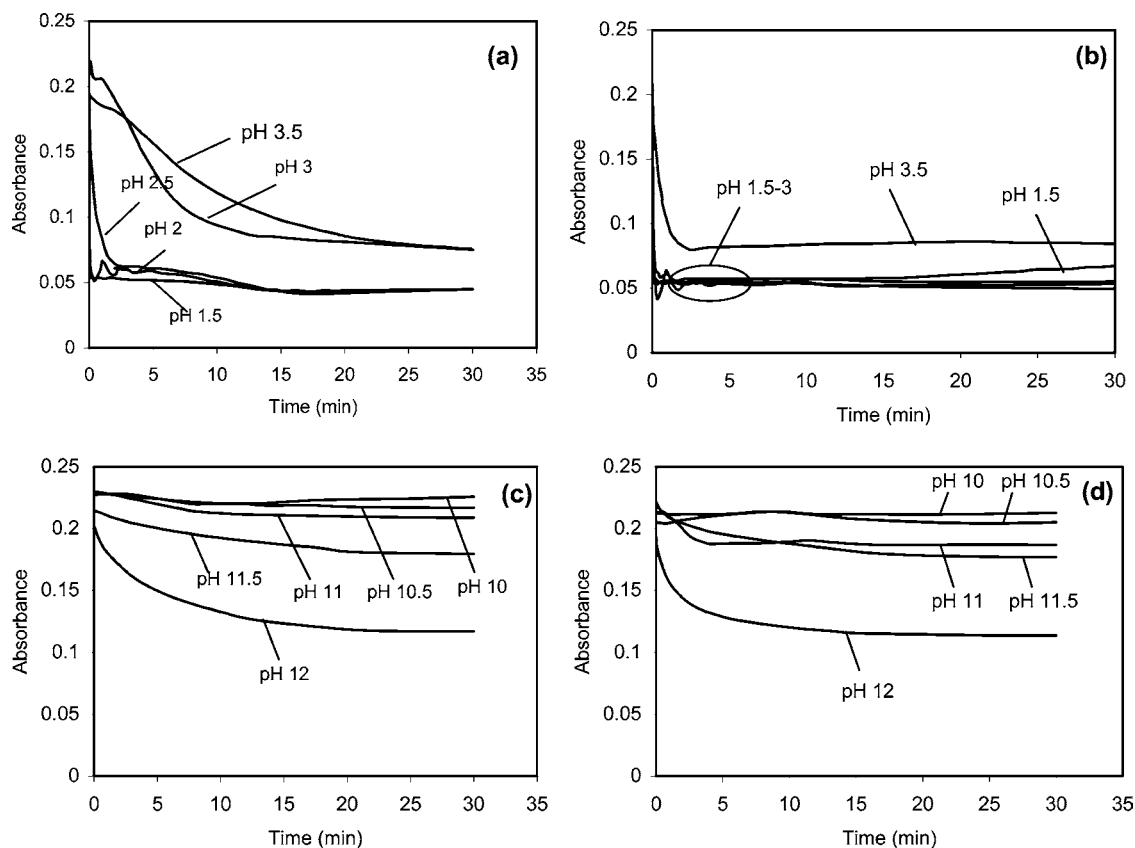 (a)
Absorbance
0.25
0.2
0.15
0.1
0.05
0
pH 3.5
pH 3
pH 2.5
pH 2
pH 1.5
0 5 10 15 20 25 30 35
Time (min)
(b)
Absorbance
0.25
0.2
0.15
0.1
0.05
0
pH 1.5-3
pH 3.5
pH 1.5
0 5 10 15 20 25 30
Time (min)
(c)
Absorbance
0.25
0.2
0.15
0.1
0.05
0
pH 11.5
pH 11
pH 10.5
pH 10
pH 12
0 5 10 15 20 25 30 35
Time (min)
(d)
Absorbance
0.25
0.2
0.15
0.1
0.05
0
pH 10
pH 10.5
pH 11
pH 11.5
pH 12
0 5 10 15 20 25 30 35
Time (min)